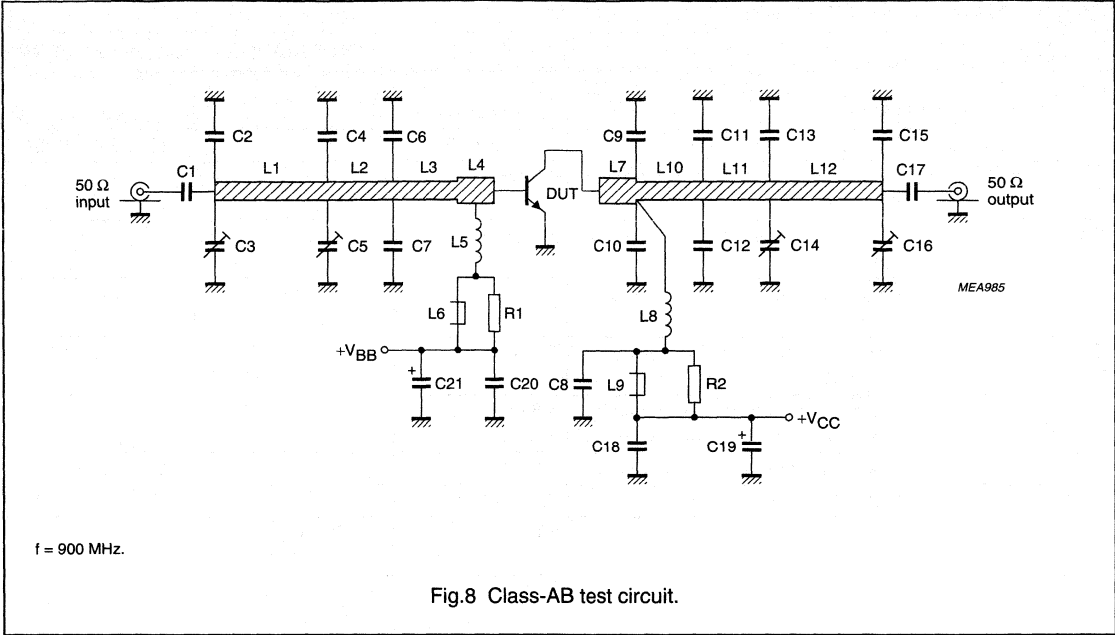 C2 C4 C6 C9 C11 C13 C15
C1 L1 L2 L3 L4 L7 L10 L11 L12 C17
50 Ω
input
DUT
50 Ω
output
C3 C5 C7 L5 C10 C12 C14 C16
MEA985
L6 R1 L8
+VBB
+ C21 C20 C8 L9 R2
+VCC
C18 C19 +
f = 900 MHz.
Fig.8 Class-AB test circuit.